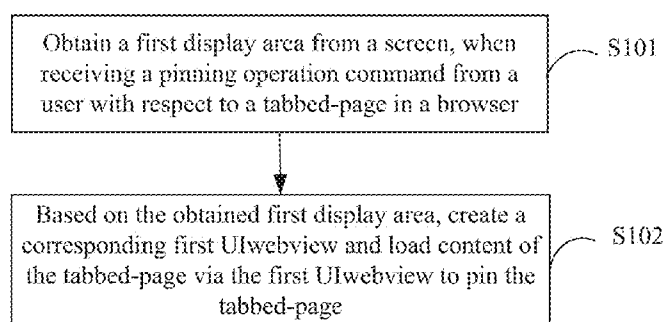 Obtain a first display area from a screen, when
receiving a pinning operation command from a
user with respect to a tabbed-page in a browser
S101
Based on the obtained first display area, create a
corresponding first UIwebview and load content of
the tabbed-page via the first UIwebview to pin the
tabbed-page
S102